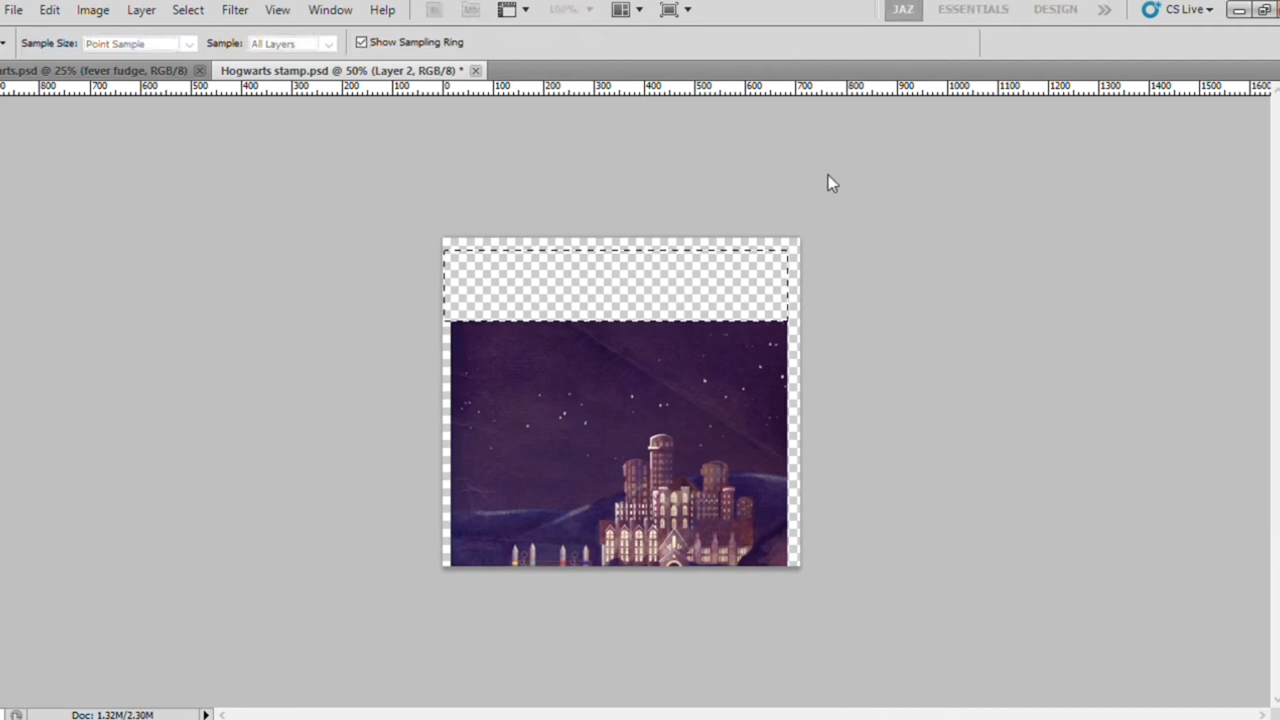 File Edit Image Layer Select Filter View Window Help 100% JAZ ESSENTIALS DESIGN CS Live
Sample Size: Point Sample Sample: All Layers Show Sampling Ring
rts.psd @ 25% (fever fudge, RGB/8) Hogwarts stamp.psd @ 50% (Layer 2, RGB/8) *
800 700 600 500 400 300 200 100 0 100 200 300 400 500 600 700 800 900 1000 1100 1200 1300 1400 1500 1600
Doc: 1.32M/2.30M